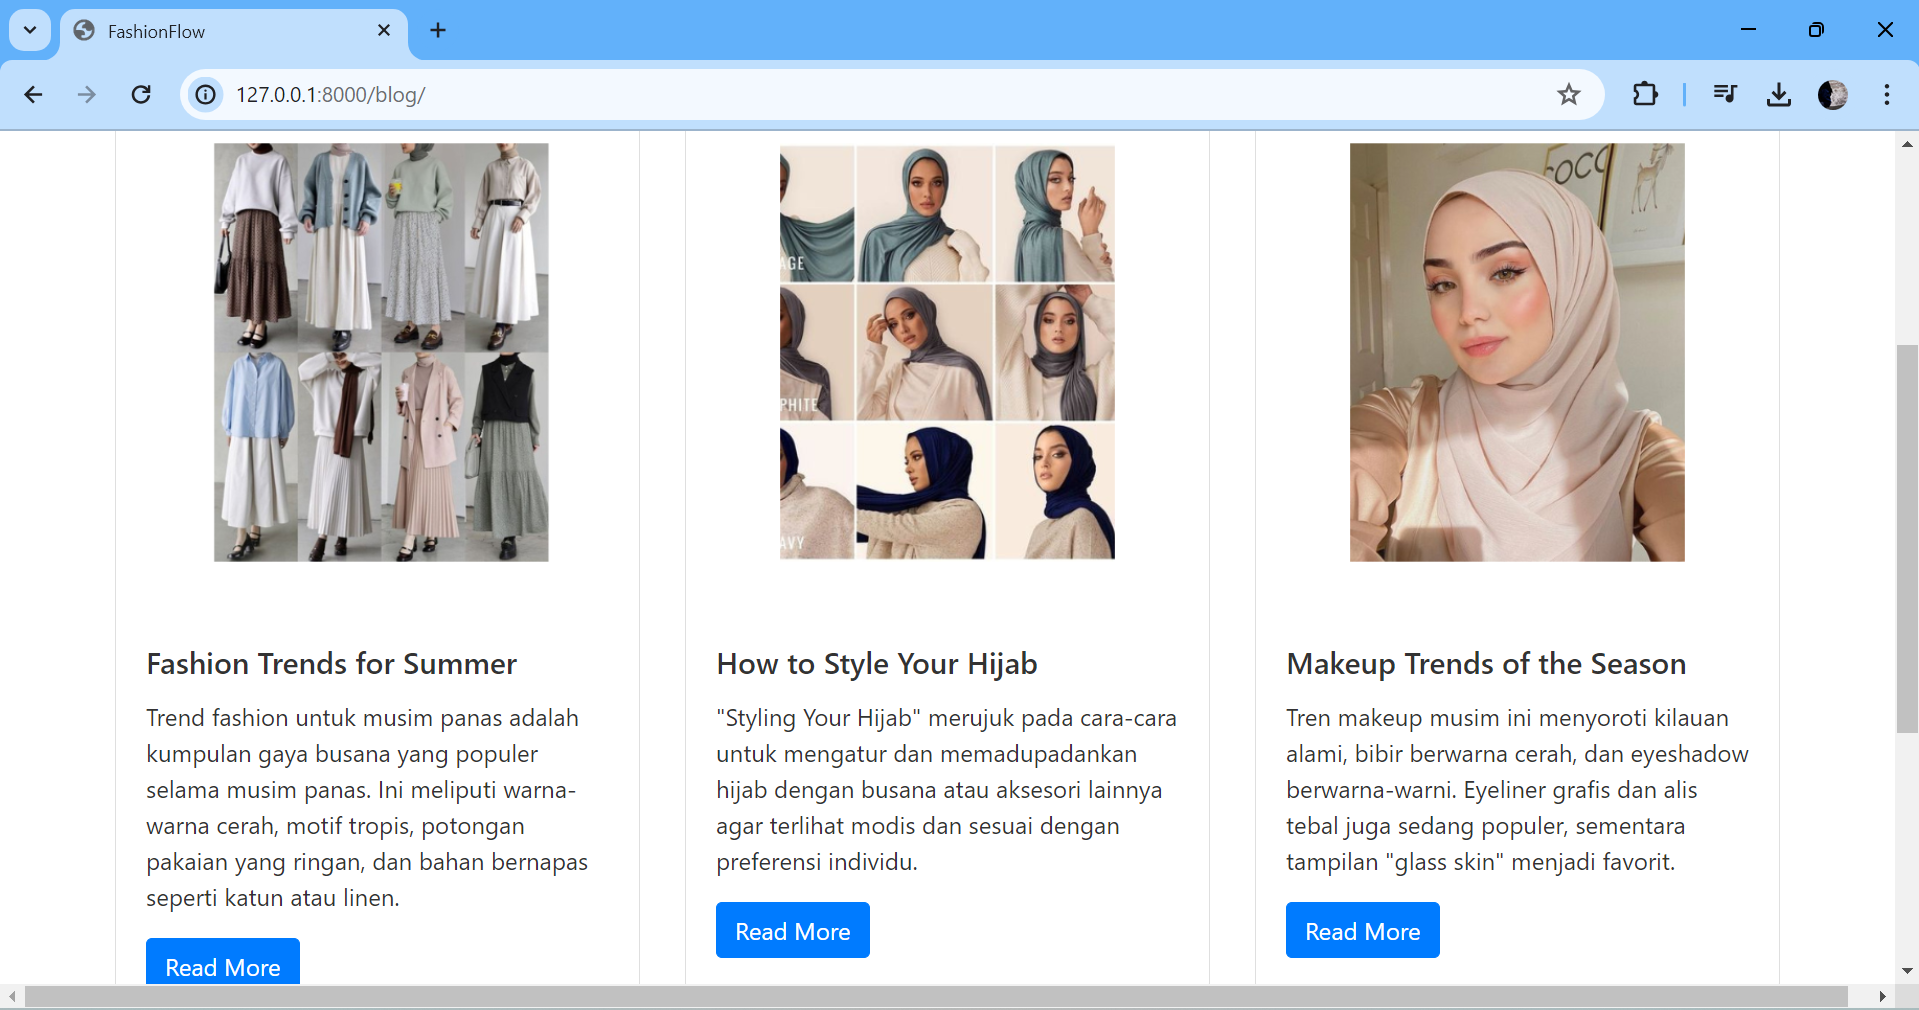 FashionFlow
127.0.0.1:8000/blog/
AGE
PHITE
AVY
COCC
Fashion Trends for Summer
Trend fashion untuk musim panas adalah
kumpulan gaya busana yang populer
selama musim panas. Ini meliputi warna-
warna cerah, motif tropis, potongan
pakaian yang ringan, dan bahan bernapas
seperti katun atau linen.
Read More
How to Style Your Hijab
"Styling Your Hijab" merujuk pada cara-cara
untuk mengatur dan memadupadankan
hijab dengan busana atau aksesori lainnya
agar terlihat modis dan sesuai dengan
preferensi individu.
Read More
Makeup Trends of the Season
Tren makeup musim ini menyoroti kilauan
alami, bibir berwarna cerah, dan eyeshadow
berwarna-warni. Eyeliner grafis dan alis
tebal juga sedang populer, sementara
tampilan "glass skin" menjadi favorit.
Read More